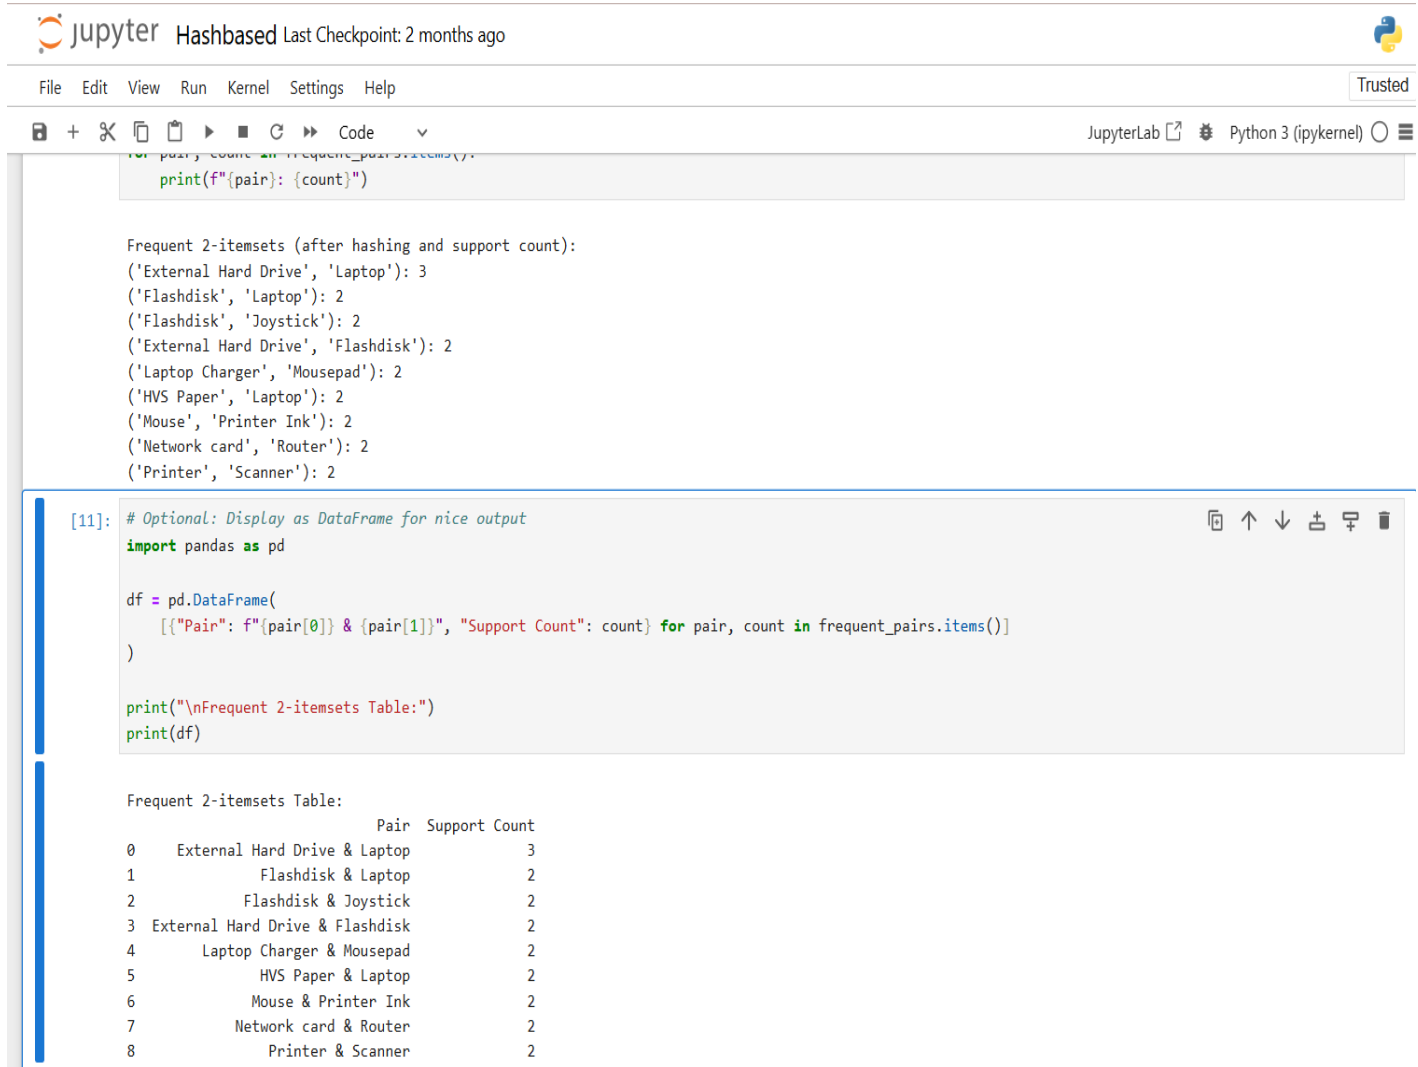 jupyter Hashbased Last Checkpoint: 2 months ago
File Edit View Run Kernel Settings Help
Trusted
Code
JupyterLab Python 3 (ipykernel)
for pair, count in frequent_pairs.items():
    print(f"{pair}: {count}")
Frequent 2-itemsets (after hashing and support count):
('External Hard Drive', 'Laptop'): 3
('Flashdisk', 'Laptop'): 2
('Flashdisk', 'Joystick'): 2
('External Hard Drive', 'Flashdisk'): 2
('Laptop Charger', 'Mousepad'): 2
('HVS Paper', 'Laptop'): 2
('Mouse', 'Printer Ink'): 2
('Network card', 'Router'): 2
('Printer', 'Scanner'): 2
[11]: # Optional: Display as DataFrame for nice output
import pandas as pd
df = pd.DataFrame(
    [{"Pair": f"{pair[0]} & {pair[1]}", "Support Count": count} for pair, count in frequent_pairs.items()]
)
print("\nFrequent 2-itemsets Table:")
print(df)
Frequent 2-itemsets Table:
Pair Support Count
0 External Hard Drive & Laptop 3
1 Flashdisk & Laptop 2
2 Flashdisk & Joystick 2
3 External Hard Drive & Flashdisk 2
4 Laptop Charger & Mousepad 2
5 HVS Paper & Laptop 2
6 Mouse & Printer Ink 2
7 Network card & Router 2
8 Printer & Scanner 2